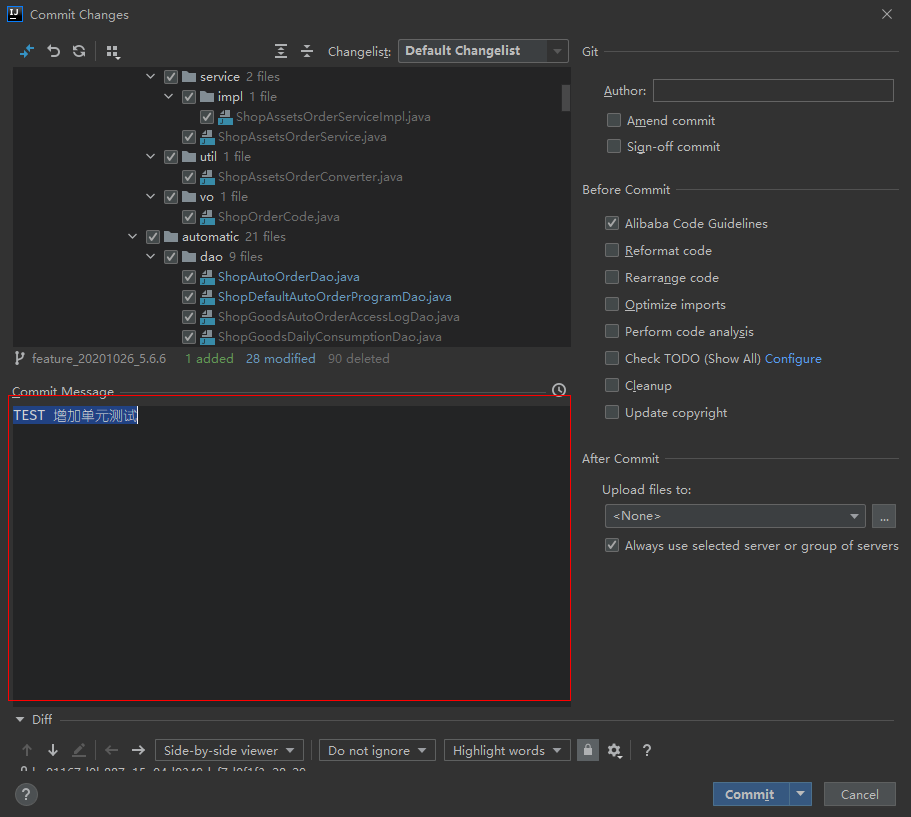 Commit Changes
Changelist: Default Changelist
service 2 files
impl 1 file
ShopAssetsOrderServiceImpl.java
ShopAssetsOrderService.java
util 1 file
ShopAssetsOrderConverter.java
vo 1 file
ShopOrderCode.java
automatic 21 files
dao 9 files
ShopAutoOrderDao.java
ShopDefaultAutoOrderProgramDao.java
ShopGoodsAutoOrderAccessLogDao.java
ShopGoodsDailyConsumptionDao.java
feature_20201026_5.6.6 1 added 28 modified 90 deleted
Commit Message
TEST 增加单元测试
Git
Author:
Amend commit
Sign-off commit
Before Commit
Alibaba Code Guidelines
Reformat code
Rearrange code
Optimize imports
Perform code analysis
Check TODO (Show All) Configure
Cleanup
Update copyright
After Commit
Upload files to:
<None>
...
Always use selected server or group of servers
Diff
Side-by-side viewer Do not ignore Highlight words ?
? Commit Cancel